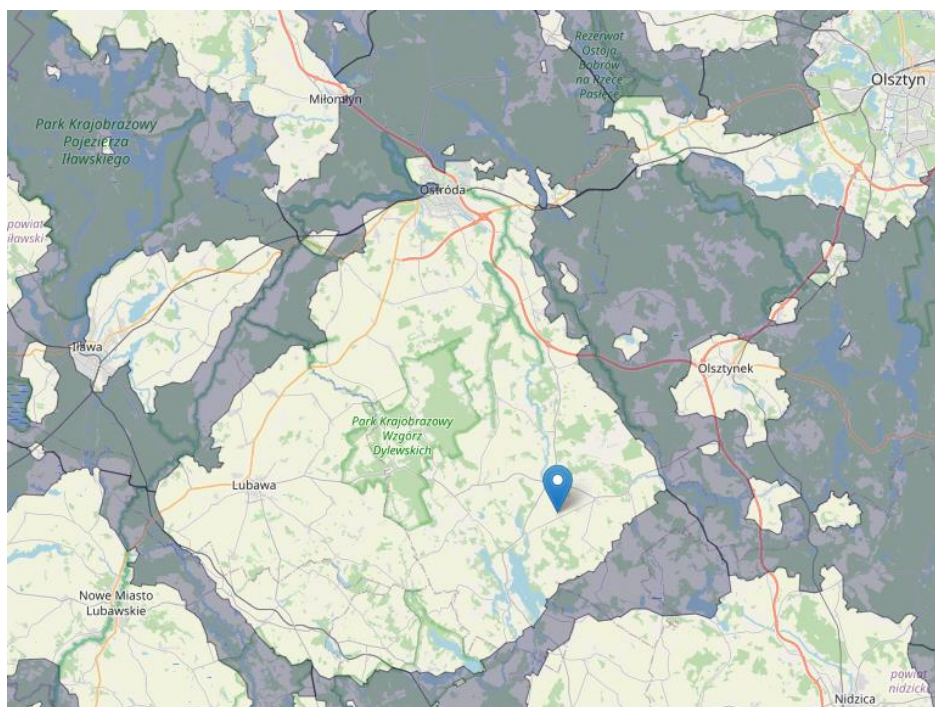 Rezerwat
Ostoja
Bobrów
na Rzece
Pasłęce
Olsztyn
Miłomłyn
Park Krajobrazowy
Pojezierza
Iławskiego
Ostróda
powiat
iławski
Iława
Olsztynek
Park Krajobrazowy
Wzgórz
Dylewskich
Lubawa
Nowe Miasto
Lubawskie
powiat
nidzicki
Nidzica